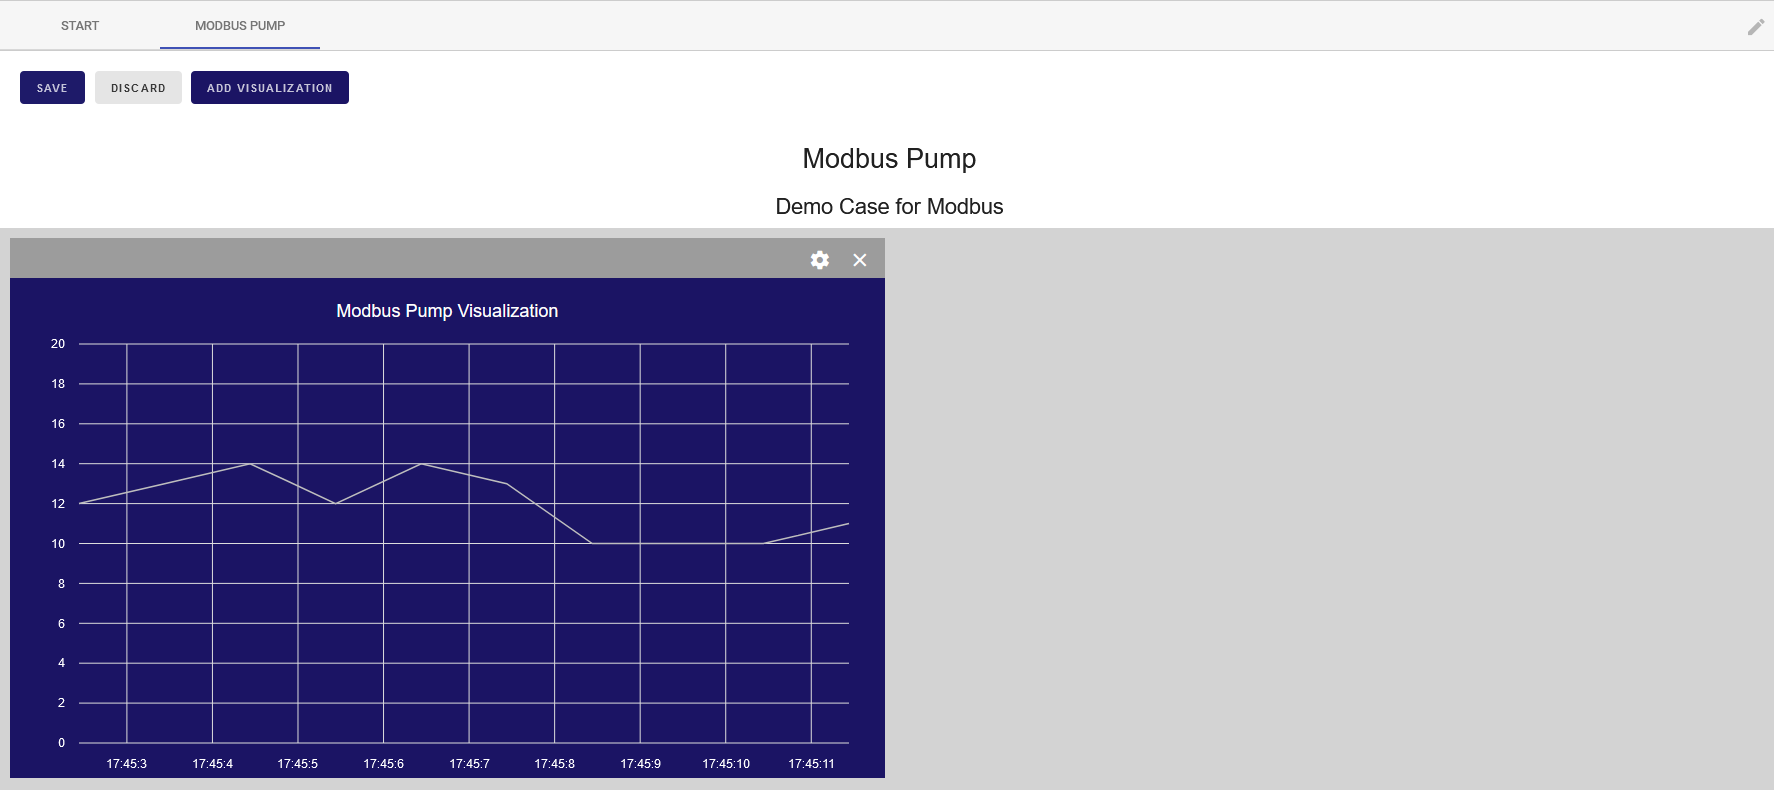 START MODBUS PUMP
SAVE DISCARD ADD VISUALIZATION
Modbus Pump
Demo Case for Modbus
Modbus Pump Visualization
20
18
16
14
12
10
8
6
4
2
0
17:45:3 17:45:4 17:45:5 17:45:6 17:45:7 17:45:8 17:45:9 17:45:10 17:45:11